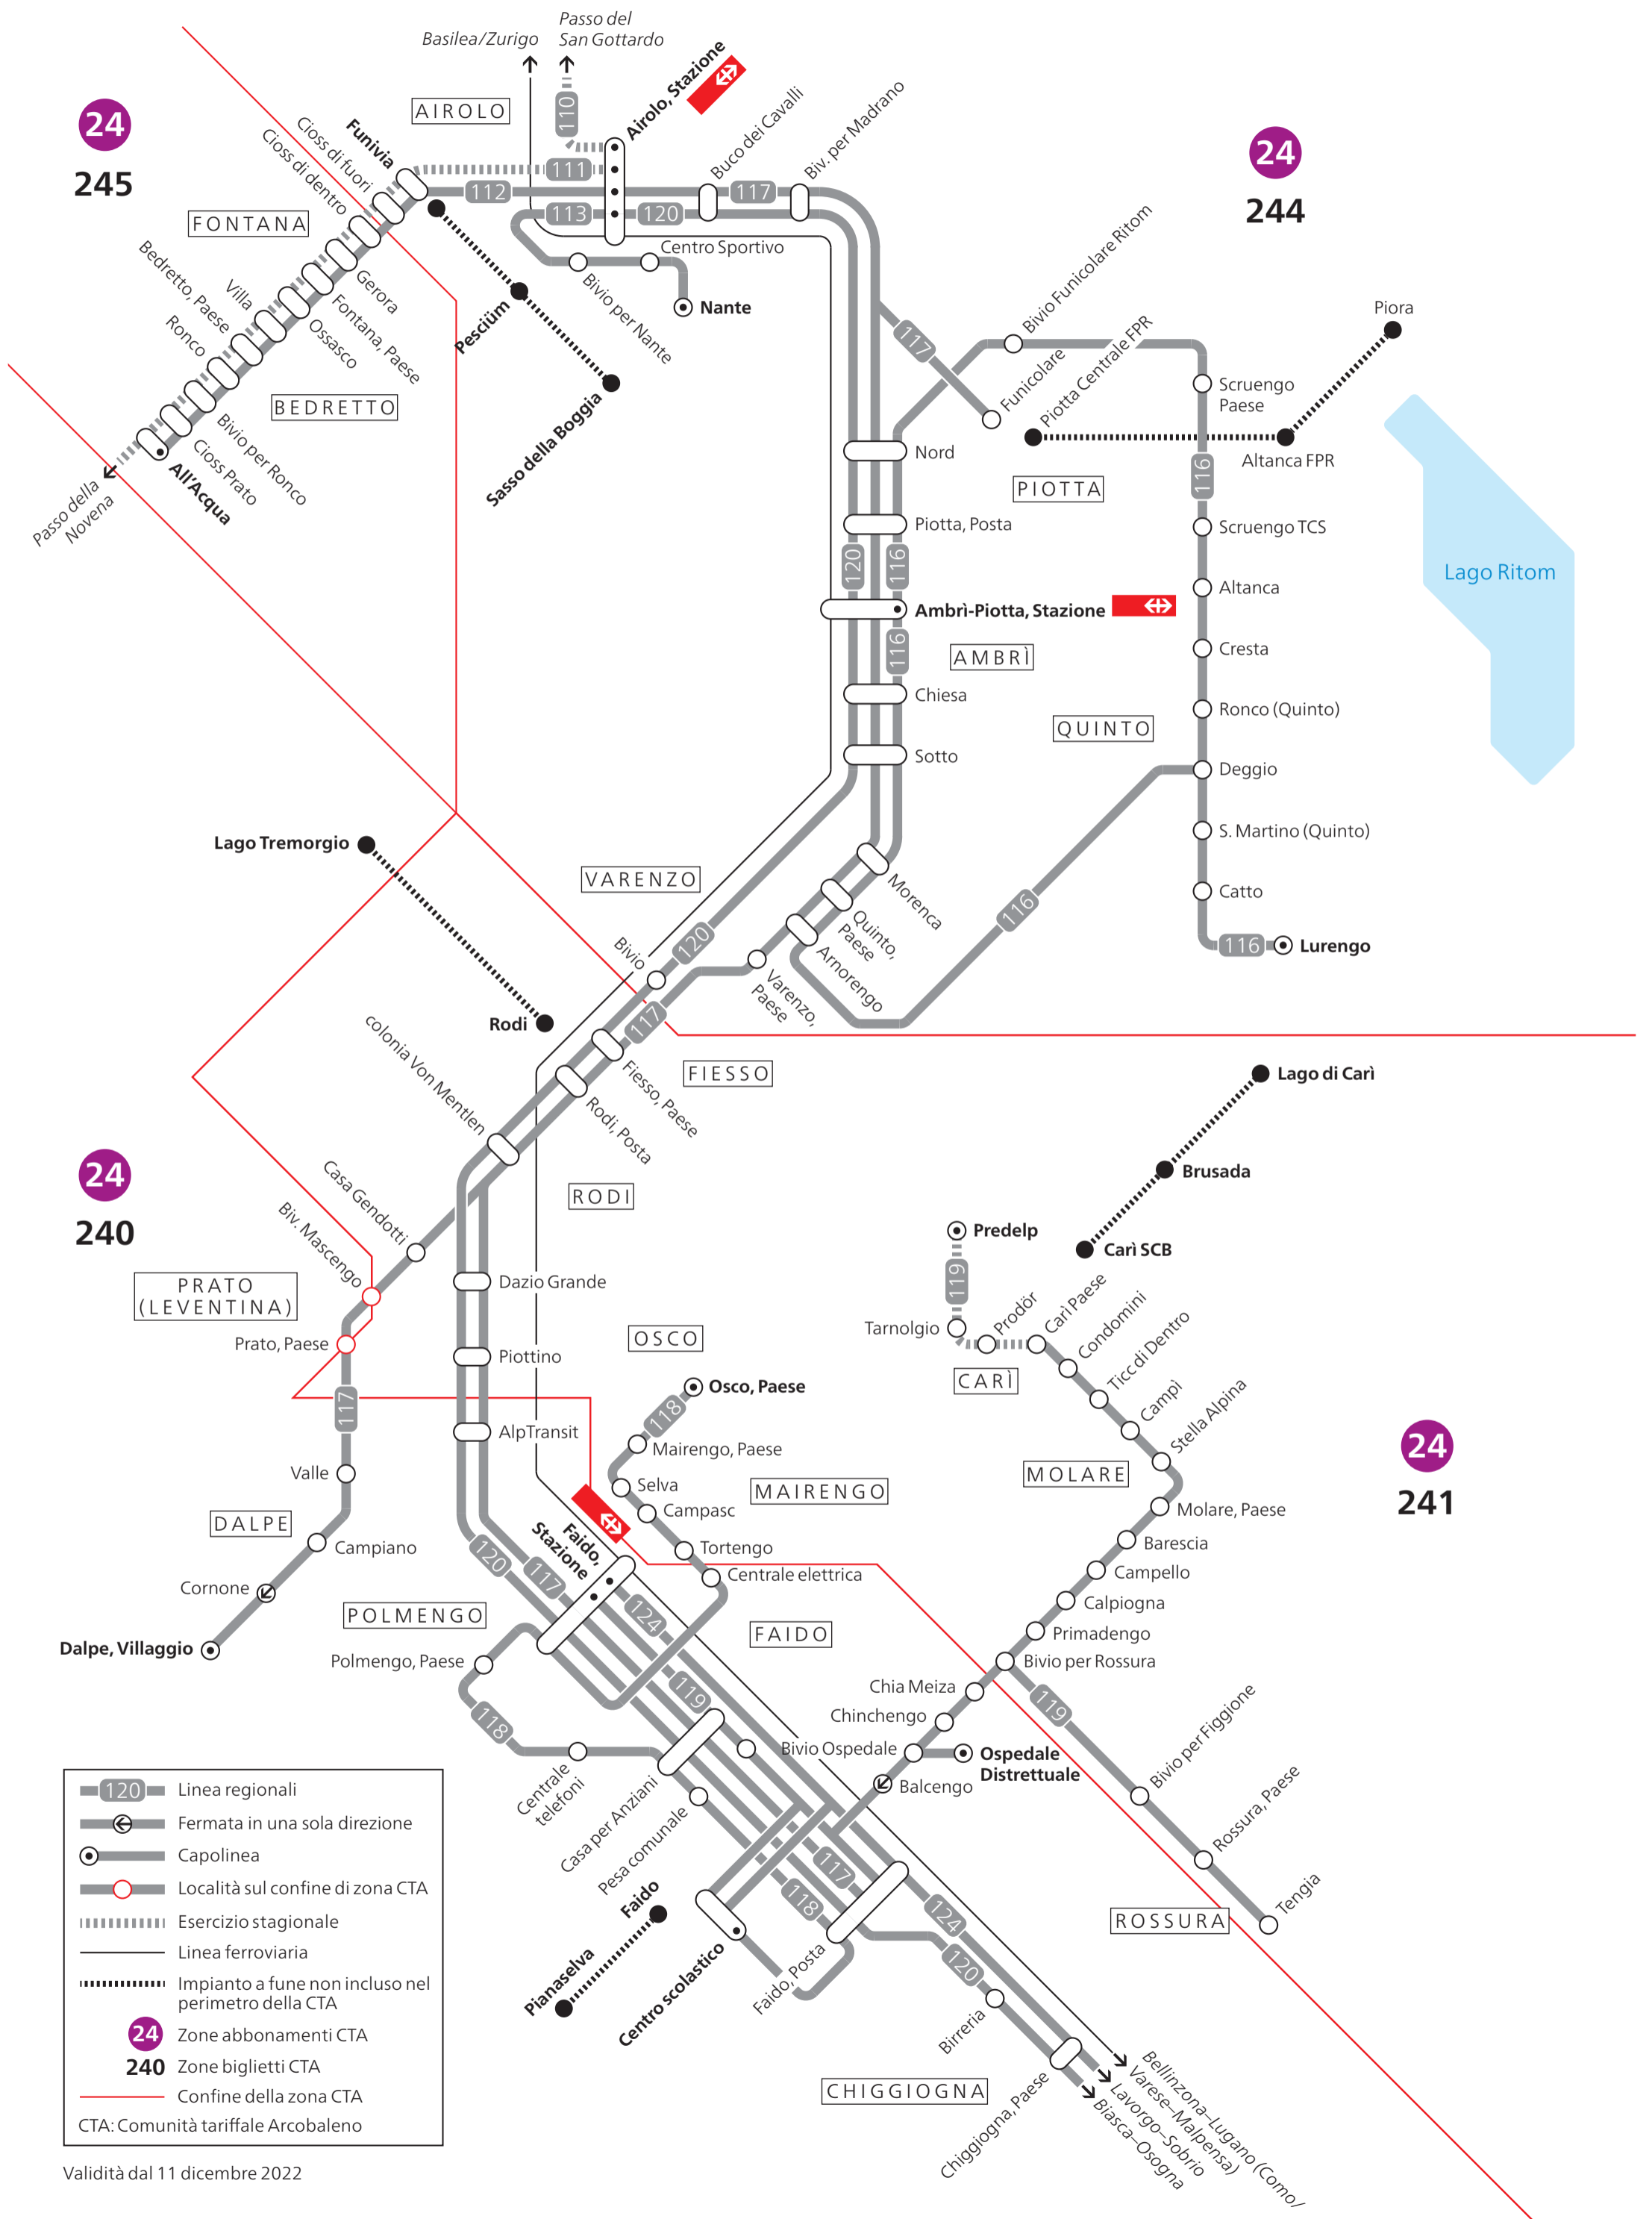 Passo del
San Gottardo
Basilea/Zurigo
24
245
AIROLO
110
Airolo, Stazione
Buco dei Cavalli
Biv. per Madrano
24
244
Funivia
Cioss di fuori
Cioss di dentro
111
112
117
113
120
FONTANA
Centro Sportivo
Bivio per Nante
Nante
Gerora
Fontana, Paese
Ossasco
Villa
Bedretto, Paese
Ronco
BEDRETTO
Bivio per Ronco
Cioss Prato
All'Acqua
Passo della
Novena
Pesciüm
Sasso della Boggia
117
Bivio Funicolare Ritom
Funicolare
Piotta Centrale FPR
Piora
Scruengo
Paese
Altanca FPR
Nord
PIOTTA
116
Piotta, Posta
Scruengo TCS
120
116
Lago Ritom
Altanca
Ambrì-Piotta, Stazione
116
AMBRÌ
Cresta
Chiesa
Ronco (Quinto)
QUINTO
Sotto
Deggio
S. Martino (Quinto)
Lago Tremorgio
VARENZO
Morenca
Catto
Quinto,
Paese
116
Arnorengo
116
Lurengo
Bivio
120
Varenzo,
Paese
Rodi
117
colonia Von Mentlen
Fiesso, Paese
FIESSO
Rodi, Posta
Lago di Carì
Brusada
Carì SCB
24
240
RODI
Casa Gendotti
Biv. Mascengo
PRATO
(LEVENTINA)
Dazio Grande
Prato, Paese
Piottino
117
AlpTransit
Valle
DALPE
Campiano
Cornone
Dalpe, Villaggio
Predelp
119
Tarnolgio
Prodör
Carì Paese
Condomini
Ticc di Dentro
Campì
Stella Alpina
CARÌ
OSCO
Osco, Paese
118
Mairengo, Paese
Selva
MAIRENGO
Campasc
Tortengo
Centrale elettrica
MOLARE
24
241
Molare, Paese
Barescia
Campello
Calpiogna
Primadengo
Bivio per Rossura
Faido,
Stazione
120
117
124
POLMENGO
FAIDO
Polmengo, Paese
119
118
Chia Meiza
Chinchengo
Bivio Ospedale
Ospedale
Distrettuale
Balcengo
119
Bivio per Figgione
Rossura, Paese
Tengia
ROSSURA
Centrale
telefoni
Casa per Anziani
Pesa comunale
117
118
124
120
Faido
Pianaselva
Centro scolastico
Faido, Posta
Birreria
CHIGGIOGNA
Chiggiogna, Paese
Bellinzona–Lugano (Como/
Varese–Malpensa)
Lavorgo–Sobrio
Biasca–Osogna
120 Linea regionali
Fermata in una sola direzione
Capolinea
Località sul confine di zona CTA
Esercizio stagionale
Linea ferroviaria
Impianto a fune non incluso nel
perimetro della CTA
24 Zone abbonamenti CTA
240 Zone biglietti CTA
Confine della zona CTA
CTA: Comunità tariffale Arcobaleno
Validità dal 11 dicembre 2022